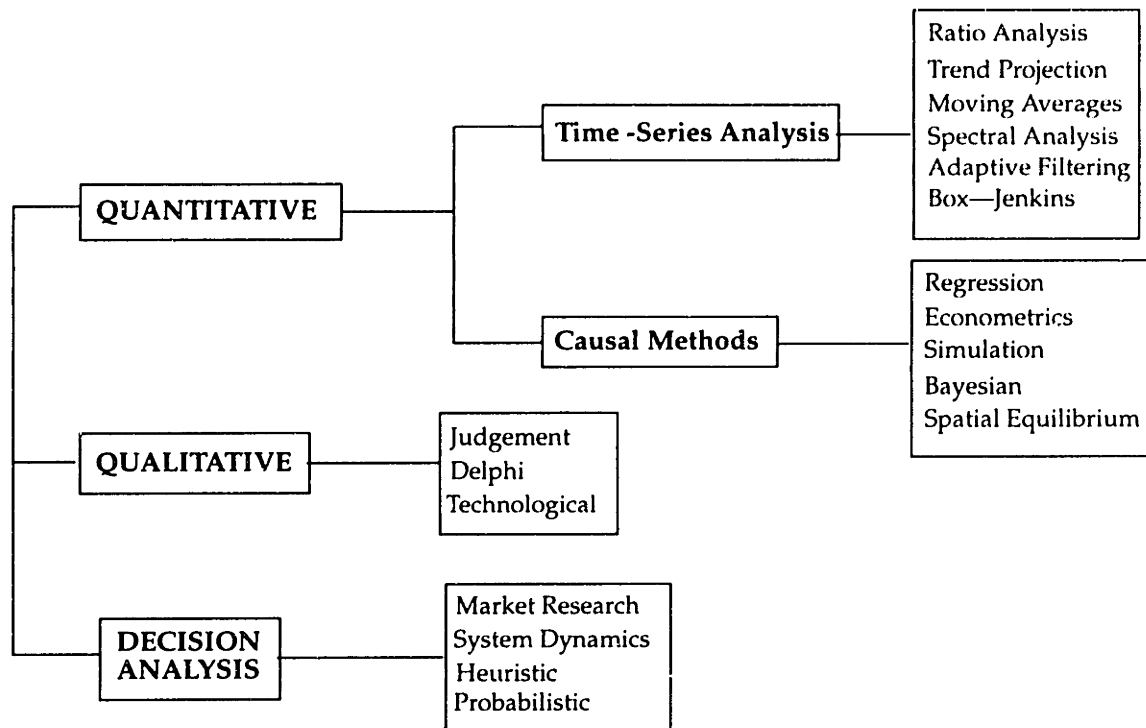 Ratio Analysis
Trend Projection
Moving Averages
Spectral Analysis
Adaptive Filtering
Box—Jenkins
Time -Series Analysis
QUANTITATIVE
Causal Methods
Regression
Econometrics
Simulation
Bayesian
Spatial Equilibrium
QUALITATIVE
Judgement
Delphi
Technological
DECISION
ANALYSIS
Market Research
System Dynamics
Heuristic
Probabilistic